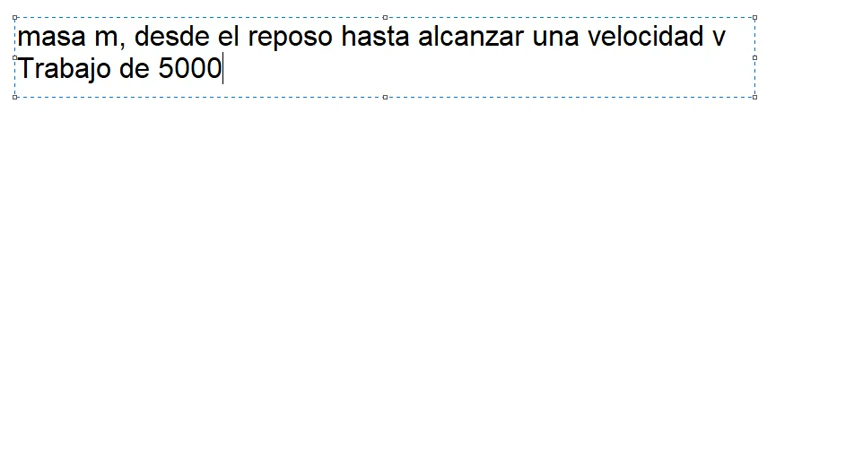 masa m, desde el reposo hasta alcanzar una velocidad v
Trabajo de 5000